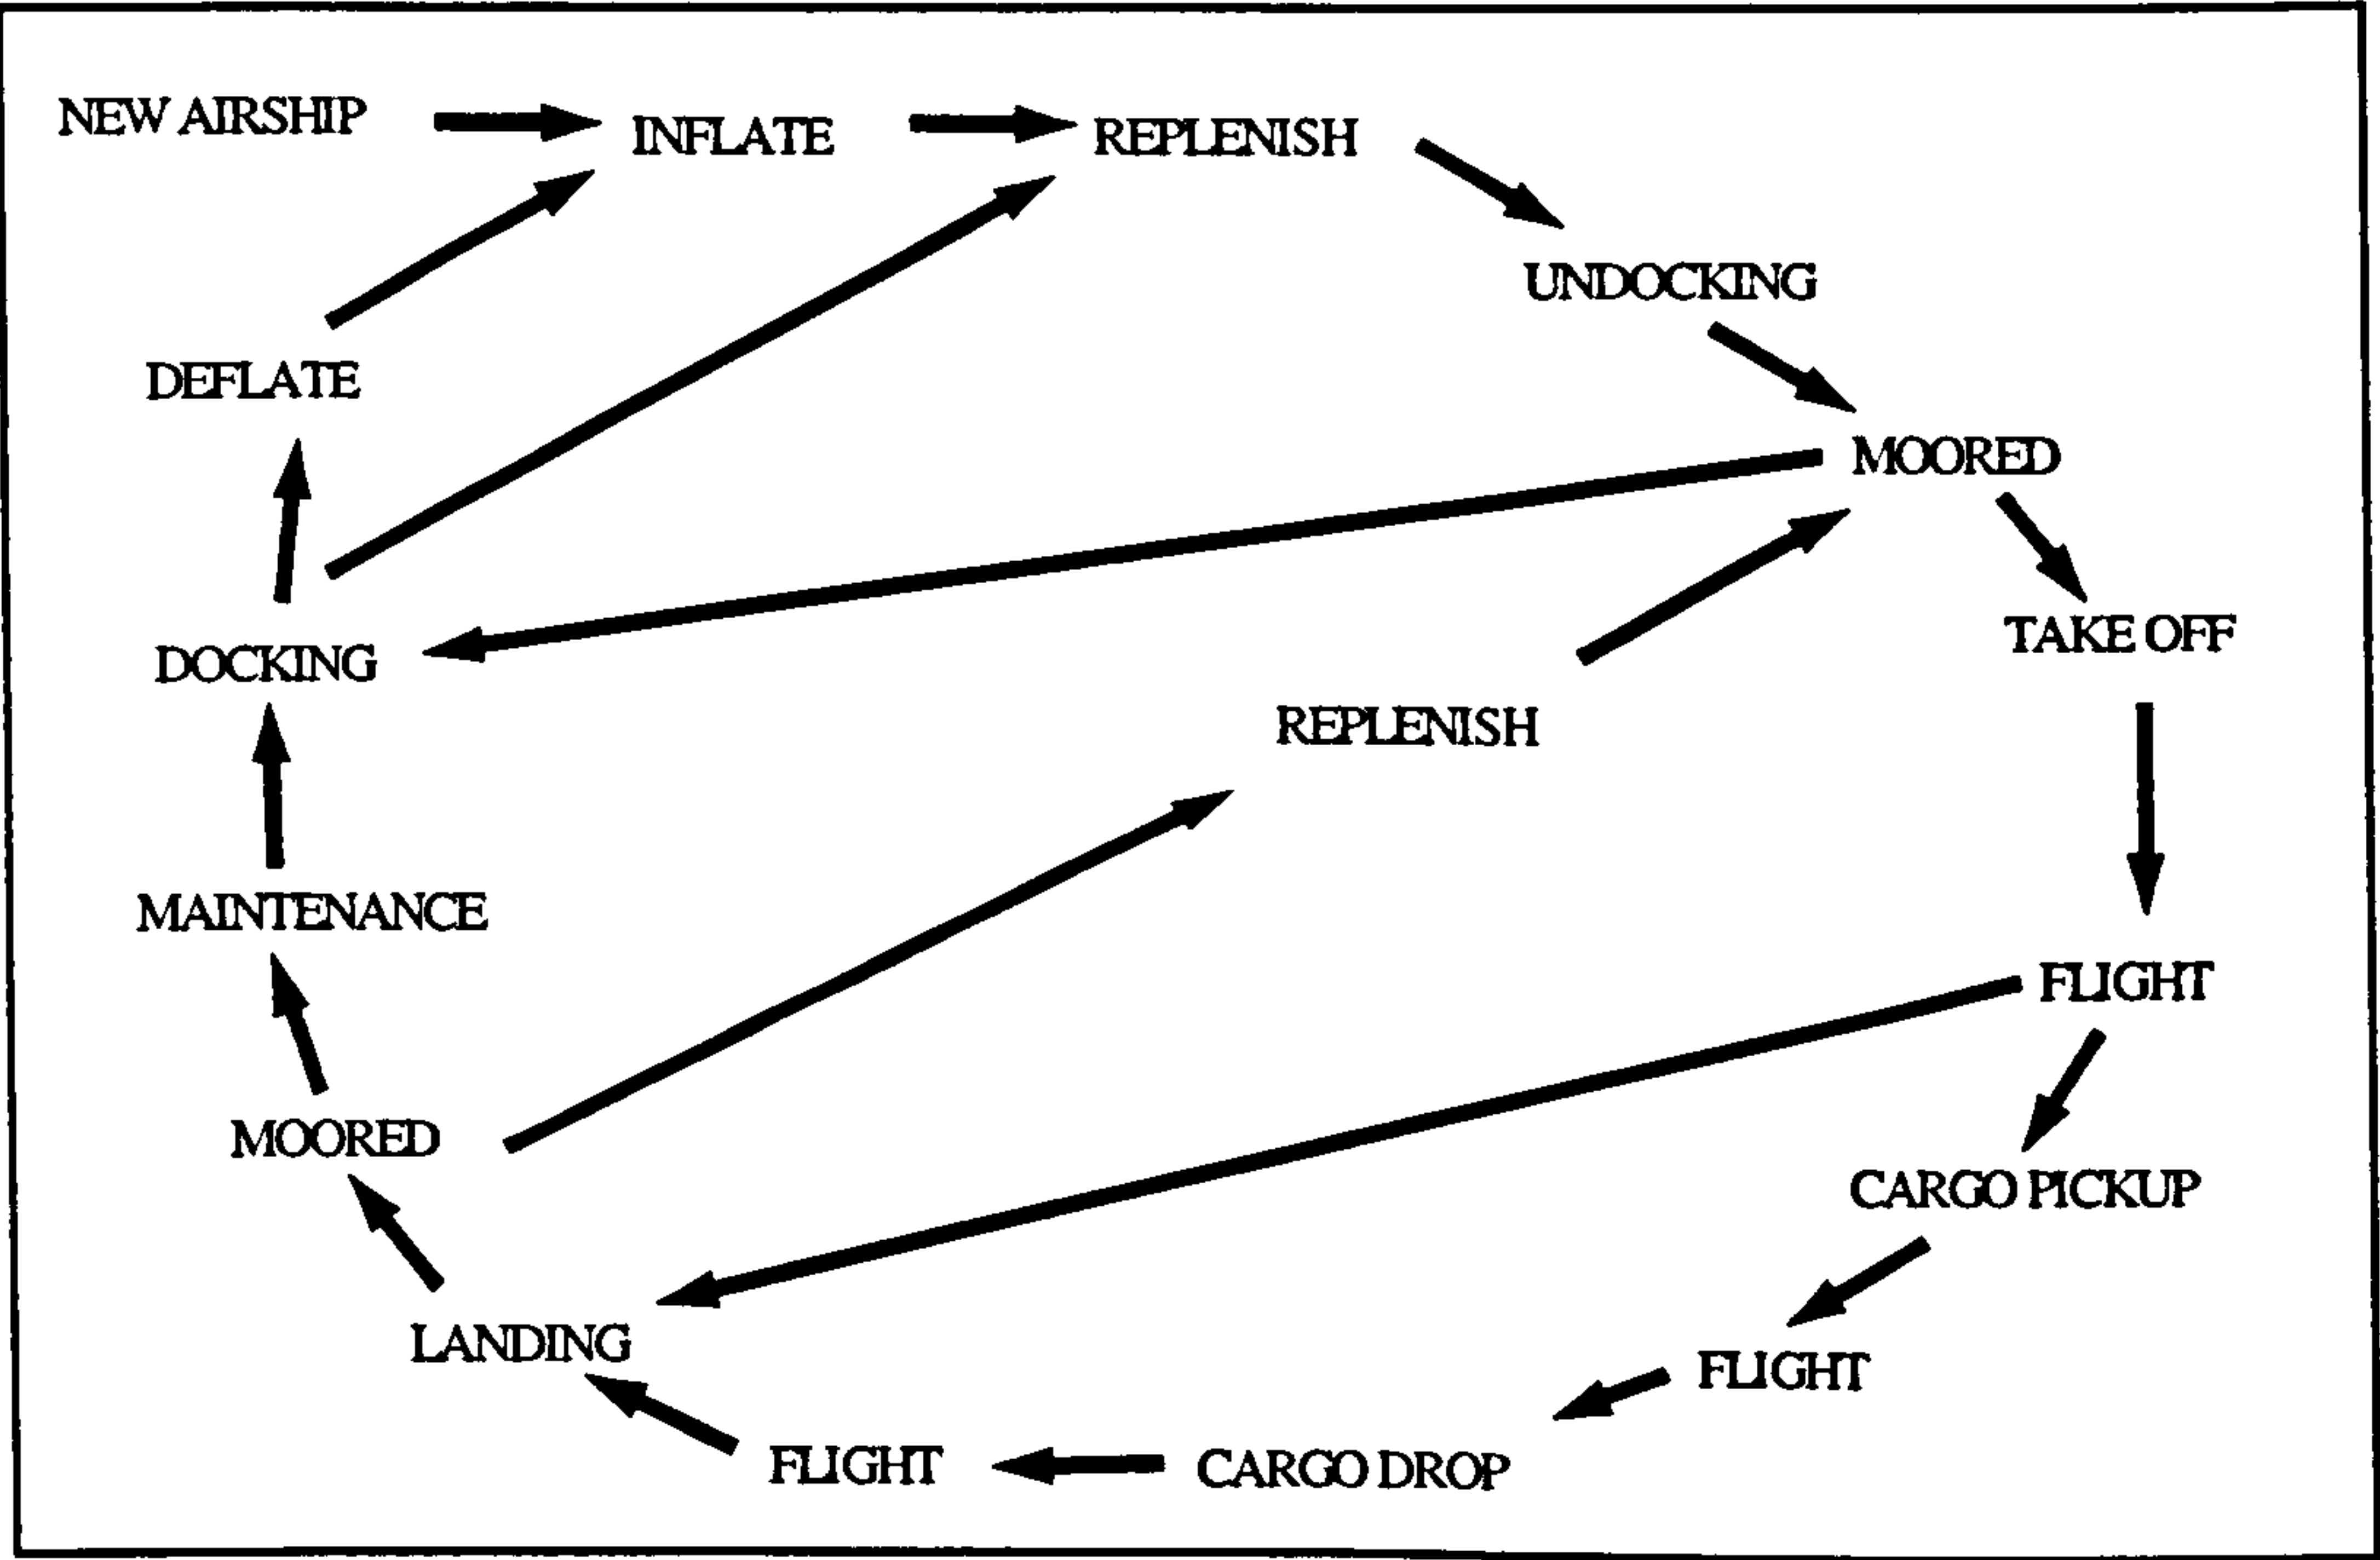 NEW AIRSHIP
INFLATE
REPLENISH
UNDOCKING
DEFLATE
MOORED
TAKE OFF
DOCKING
REPLENISH
MAINTENANCE
FLIGHT
MOORED
CARGO PICKUP
LANDING
FLIGHT
FLIGHT
CARGO DROP